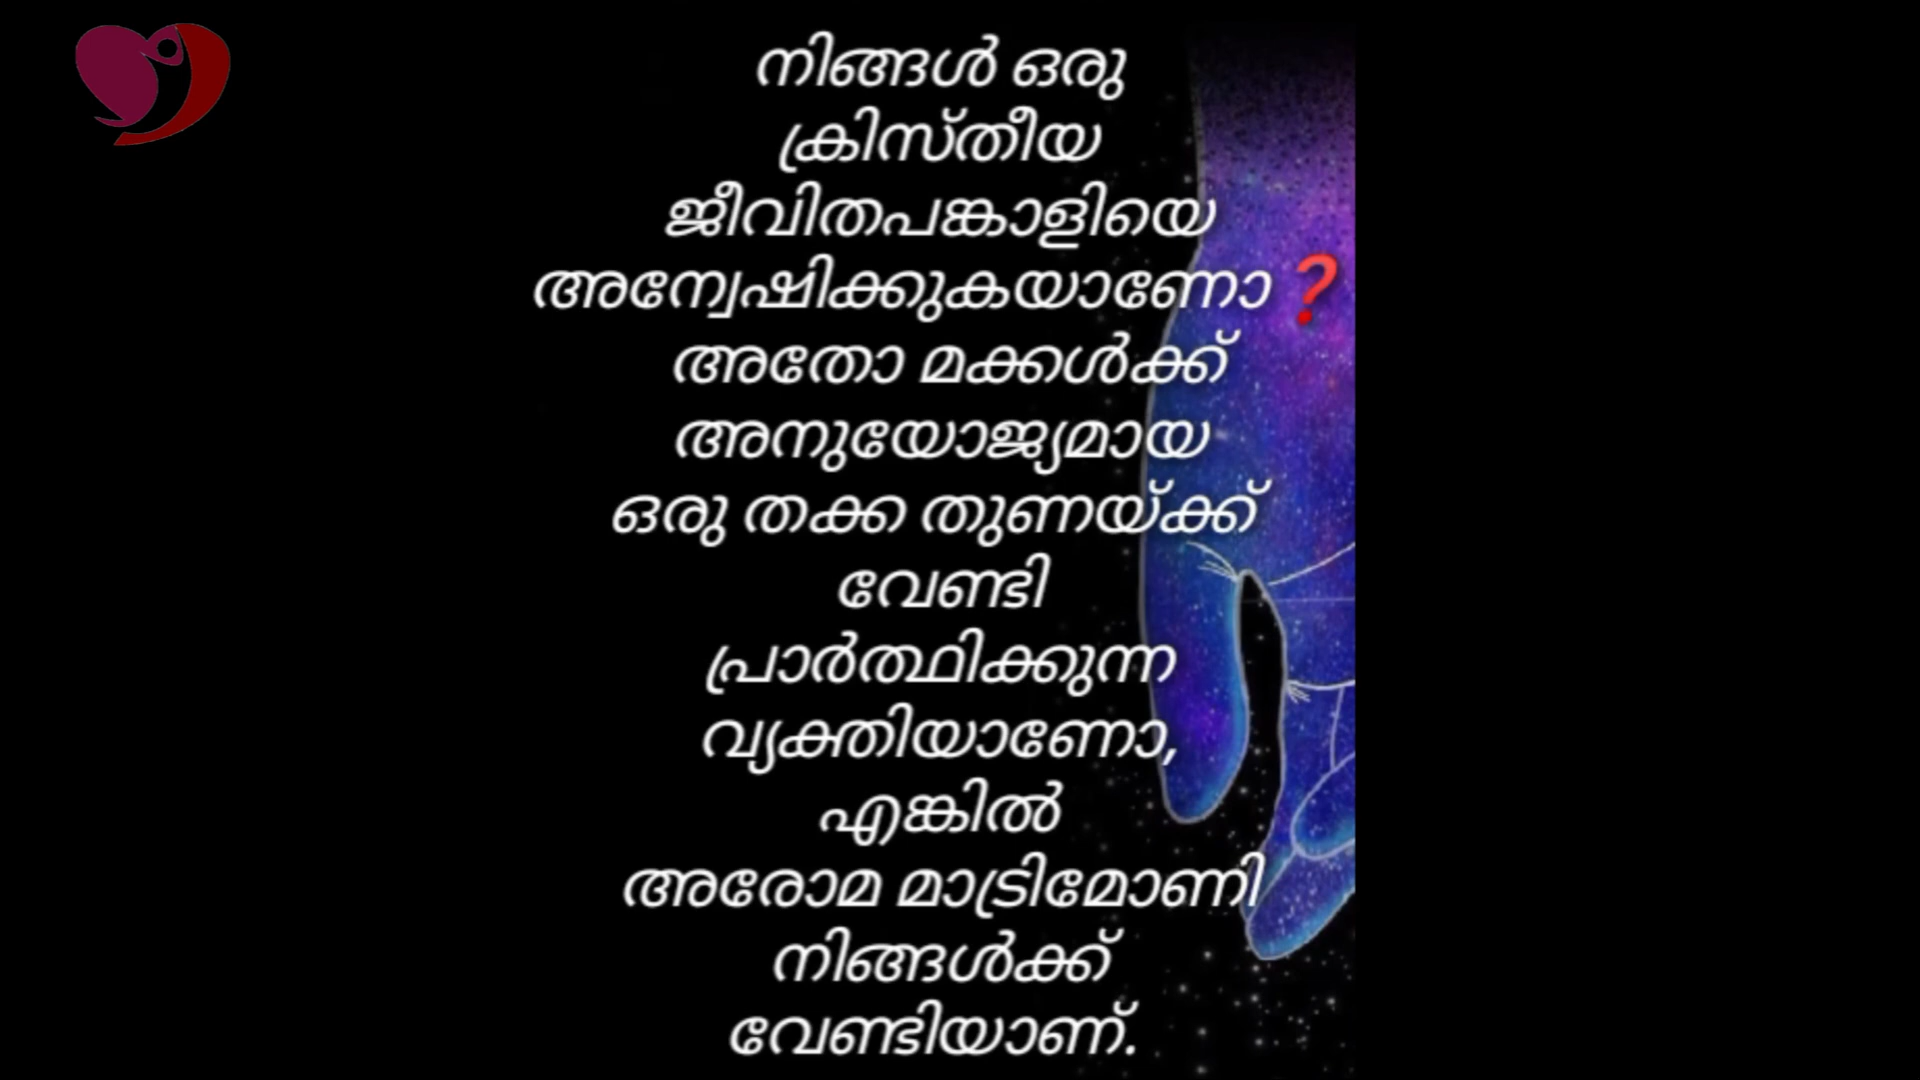 നിങ്ങൾ ഒരു
ക്രിസ്തീയ
ജീവിതപങ്കാളിയെ
അന്വേഷിക്കുകയാണോ❓
അതോ മക്കൾക്ക്
അനുയോജ്യമായ
ഒരു തക്ക തുണയ്ക്ക്
വേണ്ടി
പ്രാർത്ഥിക്കുന്ന
വ്യക്തിയാണോ,
എങ്കിൽ
അരോമ മാട്രിമോണി
നിങ്ങൾക്ക്
വേണ്ടിയാണ്.